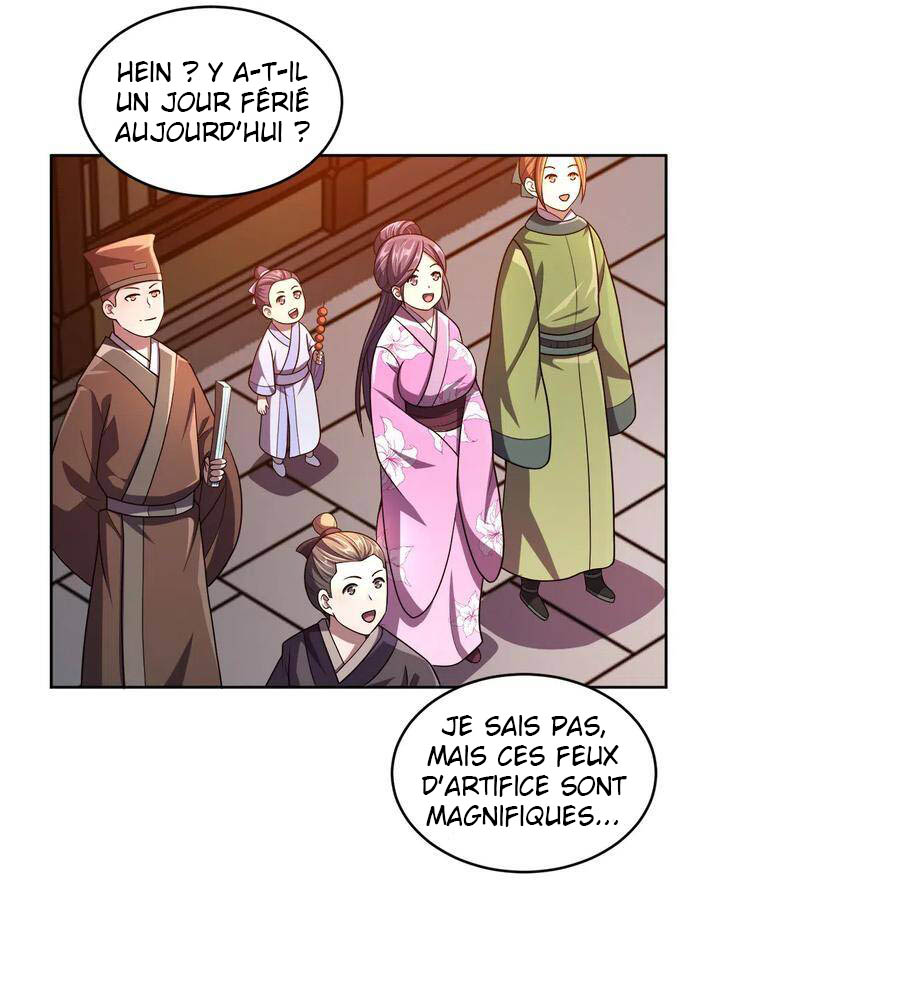 HEIN ? Y A-T-IL
UN JOUR FÉRIÉ
AUJOURD'HUI ?
JE SAIS PAS,
MAIS CES FEUX
D'ARTIFICE SONT
MAGNIFIQUES...